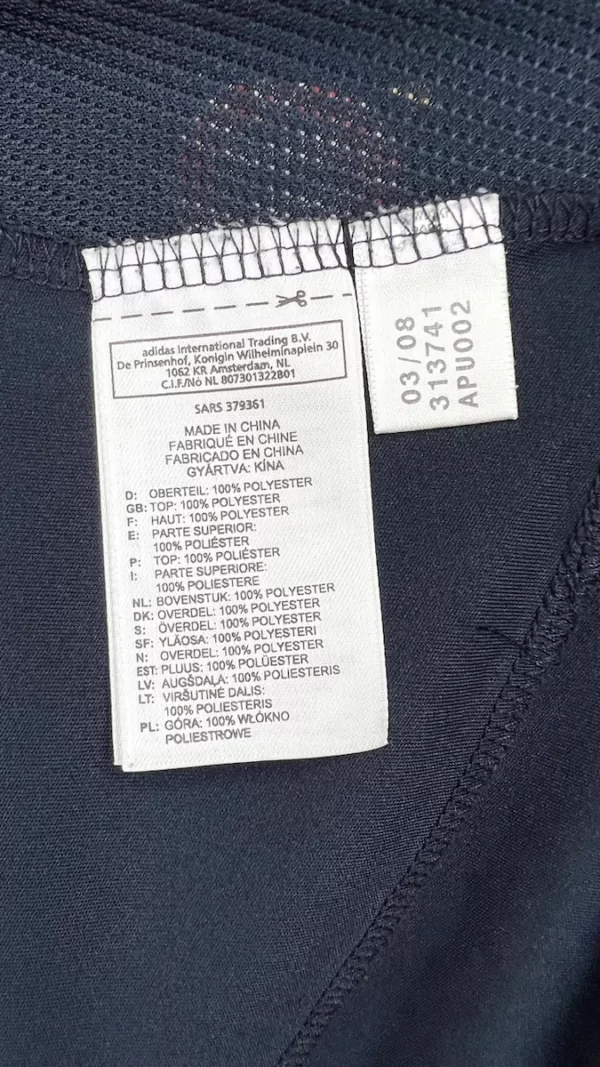 adidas International Trading B.V.
De Prinsenhof, Konigin Wilhelminaplein 30
1062 KR Amsterdam, NL
C.I.F./No NL 807301322B01
SARS 379361
MADE IN CHINA
FABRIQUÉ EN CHINE
FABRICADO EN CHINA
GYÁRTVA: KÍNA
D: OBERTEIL: 100% POLYESTER
GB: TOP: 100% POLYESTER
F: HAUT: 100% POLYESTER
E: PARTE SUPERIOR:
100% POLIÉSTER
P: TOP: 100% POLIÉSTER
I: PARTE SUPERIORE:
100% POLIESTERE
NL: BOVENSTUK: 100% POLYESTER
DK: OVERDEL: 100% POLYESTER
S: ÖVERDEL: 100% POLYESTER
SF: YLÄOSA: 100% POLYESTERI
N: OVERDEL: 100% POLYESTER
EST: PLUUS: 100% POLÜESTER
LV: AUGŠDAĻA: 100% POLIESTERIS
LT: VIRŠUTINĖ DALIS:
100% POLIESTERIS
PL: GÓRA: 100% WŁÓKNO
POLIESTROWE
03/08
313741
APU002